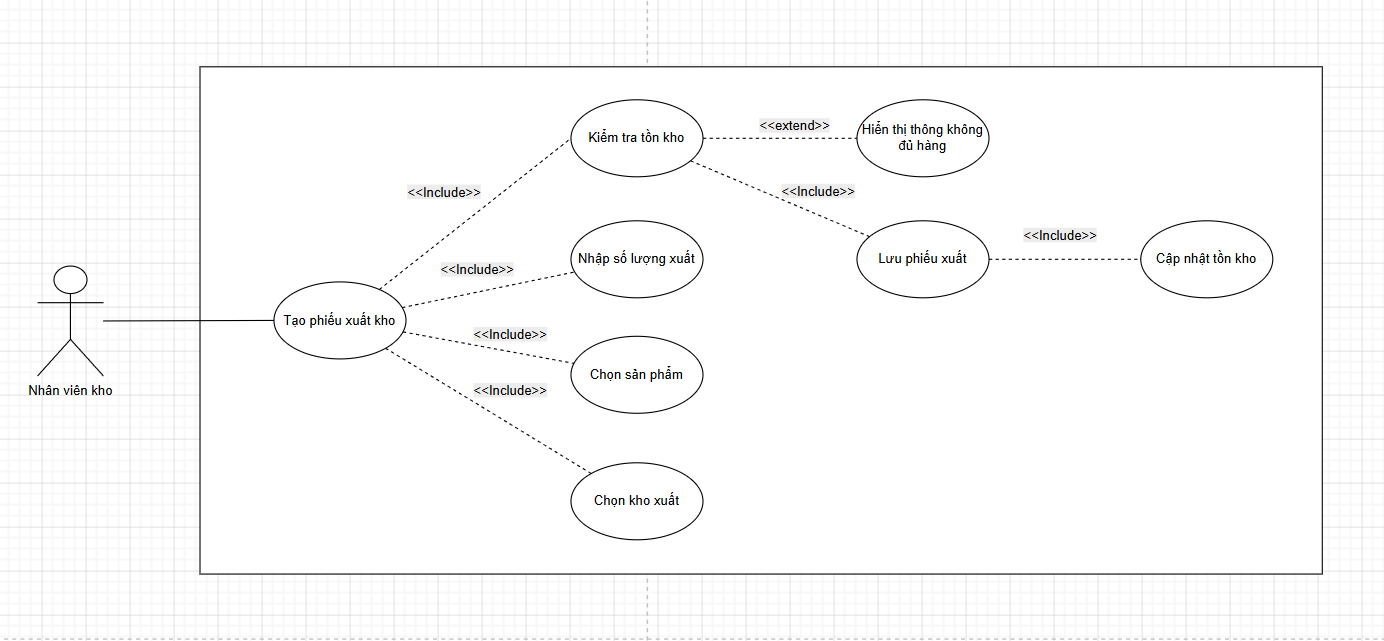 Kiểm tra tồn kho
<<extend>>
Hiển thị thông không
đủ hàng
<<Include>>
<<Include>>
Nhập số lượng xuất
Lưu phiếu xuất
<<Include>>
Cập nhật tồn kho
<<Include>>
Tạo phiếu xuất kho
<<Include>>
Chọn sản phẩm
Nhân viên kho
<<Include>>
Chọn kho xuất